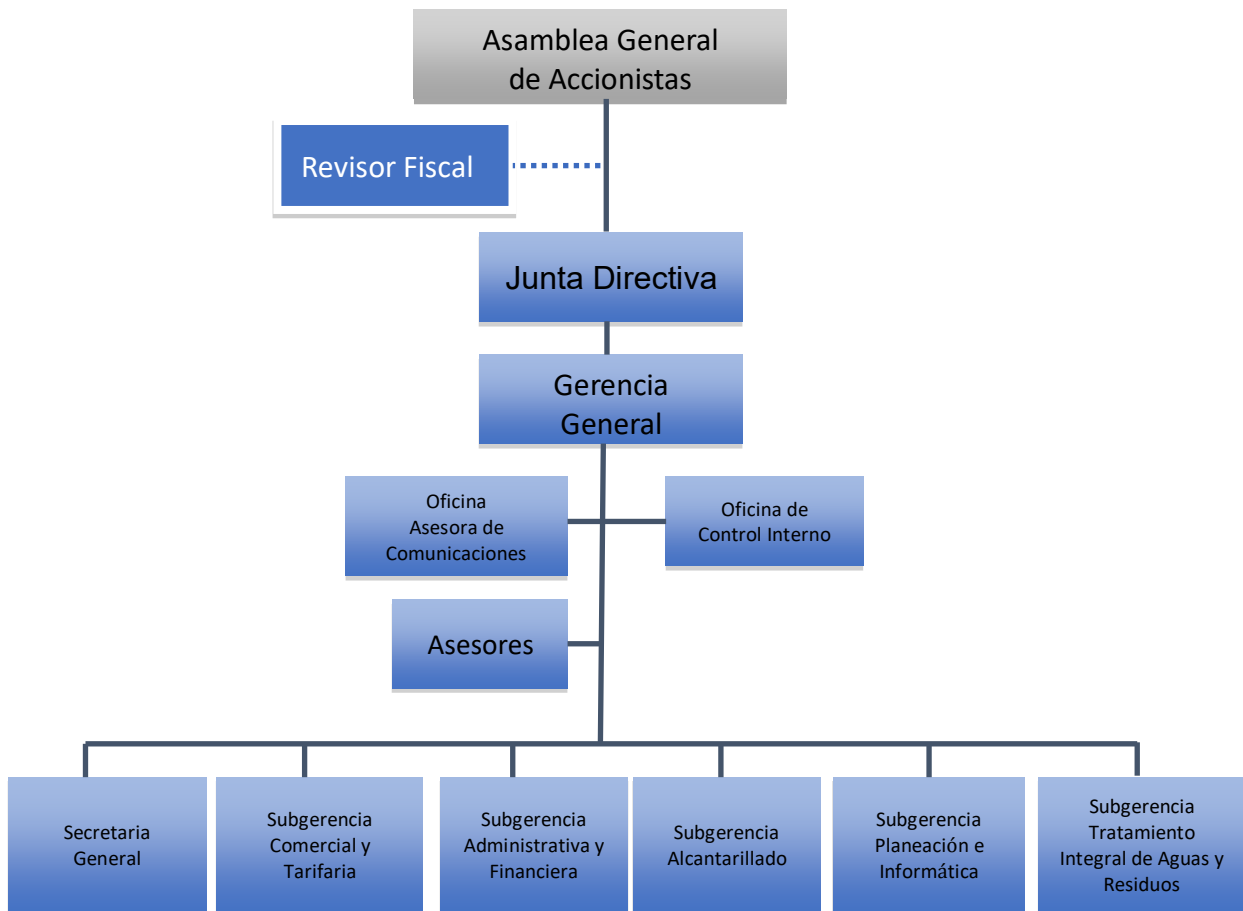 Asamblea General
de Accionistas
Revisor Fiscal
Junta Directiva
Gerencia
General
Oficina
Asesora de
Comunicaciones
Oficina de
Control Interno
Asesores
Secretaria
General
Subgerencia
Comercial y
Tarifaria
Subgerencia
Administrativa y
Financiera
Subgerencia
Alcantarillado
Subgerencia
Planeación e
Informática
Subgerencia
Tratamiento
Integral de Aguas y
Residuos